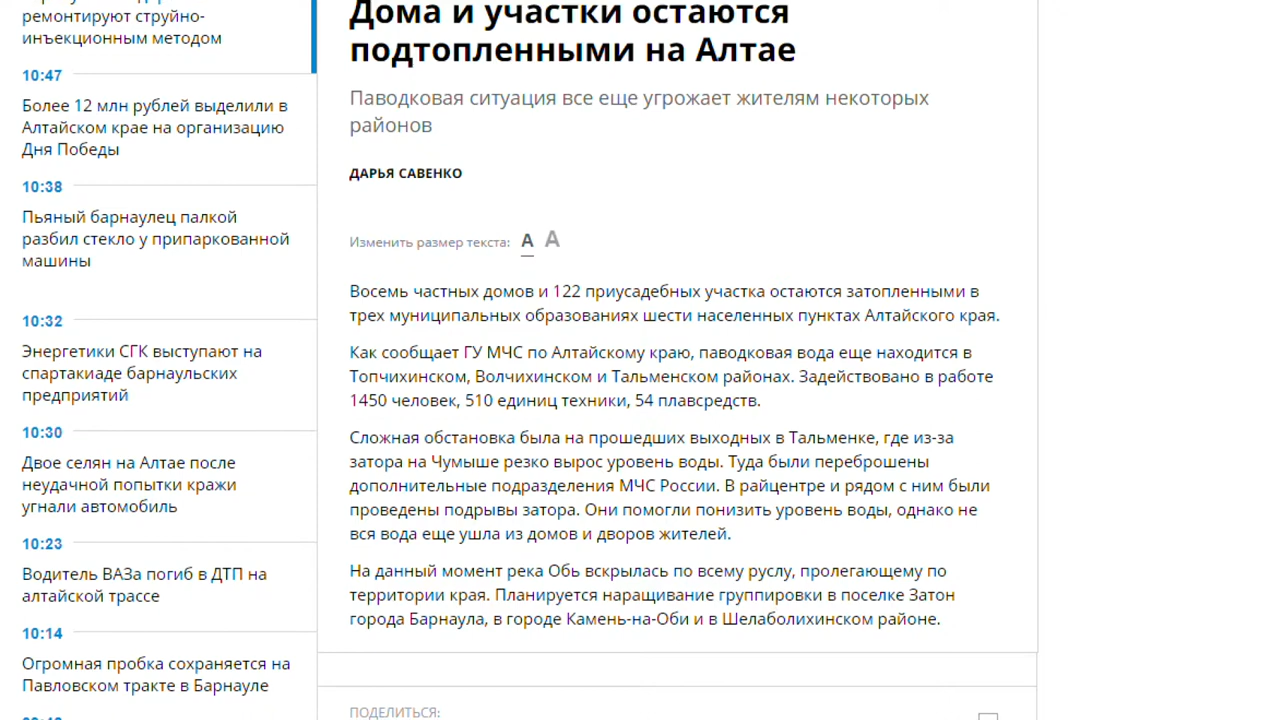 ремонтируют струйно-
инъекционным методом
10:47
Более 12 млн рублей выделили в
Алтайском крае на организацию
Дня Победы
10:38
Пьяный барнаулец палкой
разбил стекло у припаркованной
машины
10:32
Энергетики СГК выступают на
спартакиаде барнаульских
предприятий
10:30
Двое селян на Алтае после
неудачной попытки кражи
угнали автомобиль
10:23
Водитель ВАЗа погиб в ДТП на
алтайской трассе
10:14
Огромная пробка сохраняется на
Павловском тракте в Барнауле
Дома и участки остаются
подтопленными на Алтае
Паводковая ситуация все еще угрожает жителям некоторых
районов
ДАРЬЯ САВЕНКО
Изменить размер текста: А А
Восемь частных домов и 122 приусадебных участка остаются затопленными в
трех муниципальных образованиях шести населенных пунктах Алтайского края.
Как сообщает ГУ МЧС по Алтайскому краю, паводковая вода еще находится в
Топчихинском, Волчихинском и Тальменском районах. Задействовано в работе
1450 человек, 510 единиц техники, 54 плавсредств.
Сложная обстановка была на прошедших выходных в Тальменке, где из-за
затора на Чумыше резко вырос уровень воды. Туда были переброшены
дополнительные подразделения МЧС России. В райцентре и рядом с ним были
проведены подрывы затора. Они помогли понизить уровень воды, однако не
вся вода еще ушла из домов и дворов жителей.
На данный момент река Обь вскрылась по всему руслу, пролегающему по
территории края. Планируется наращивание группировки в поселке Затон
города Барнаула, в городе Камень-на-Оби и в Шелаболихинском районе.
ПОДЕЛИТЬСЯ: